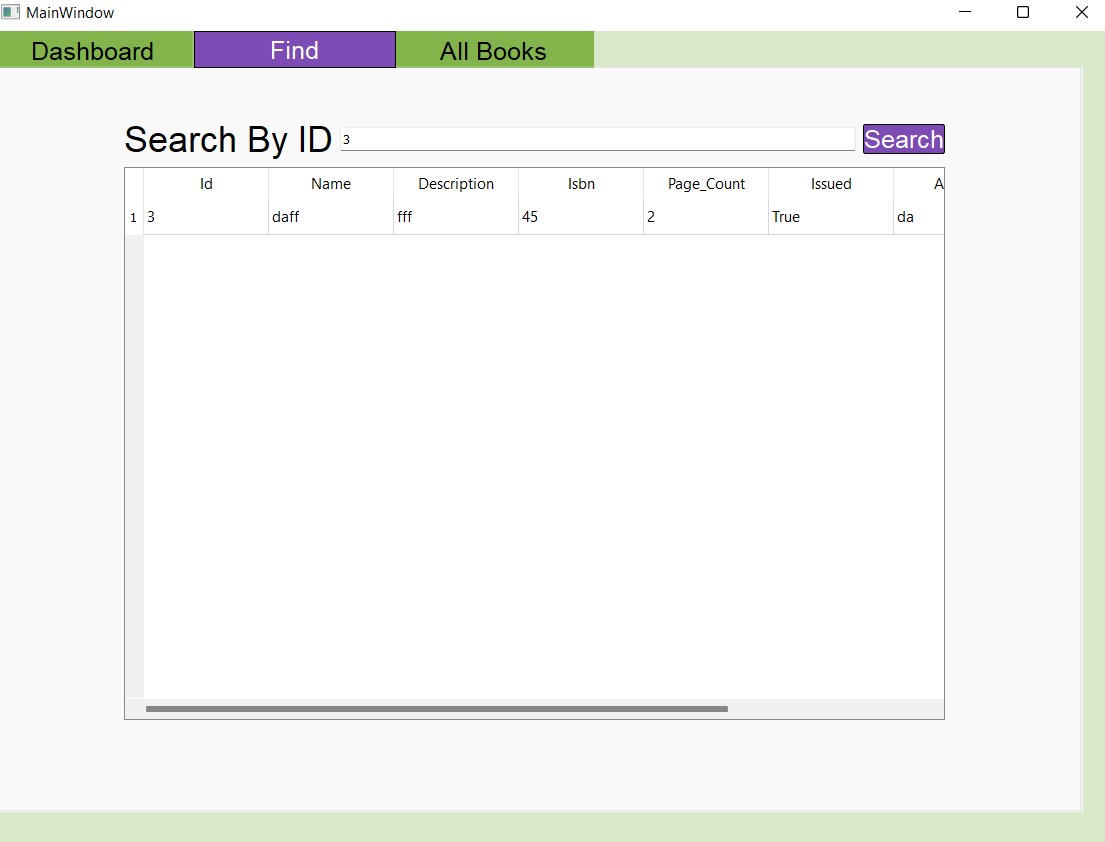 MainWindow
Dashboard Find All Books
Search By ID 3 Search
Id Name Description Isbn Page_Count Issued A
1 3 daff fff 45 2 True da